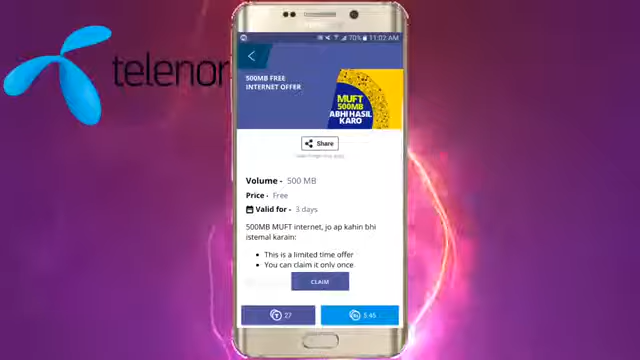 telenor
70% 11:02 AM
500MB FREE
INTERNET OFFER
MUFT
500MB
ABHI HASIL
KARO
Share
Volume - 500 MB
Price - Free
Valid for - 3 days
500MB MUFT internet, jo ap kahin bhi
istemal karain:
This is a limited time offer
You can claim it only once
CLAIM
27